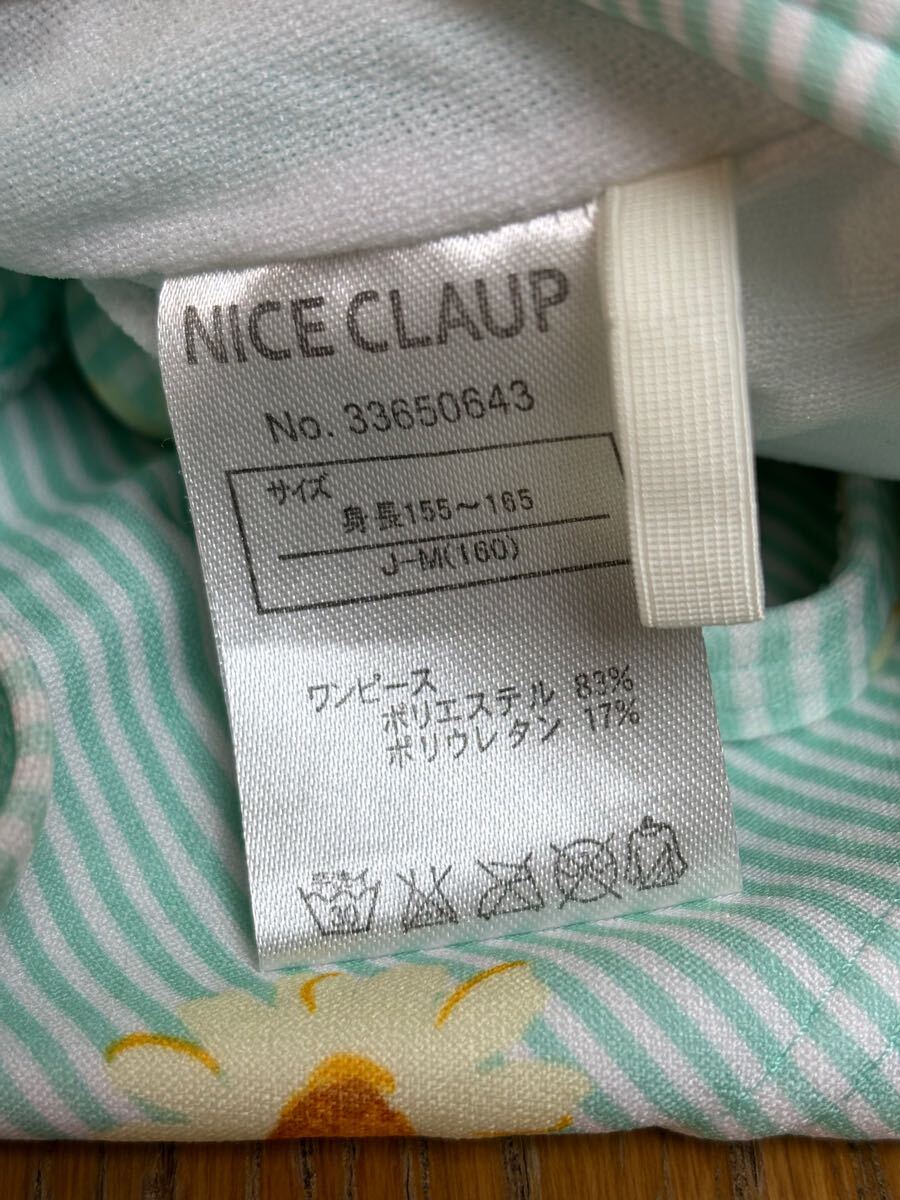 NICE CLAUP
No. 33650643
サイズ
身長155～165
J-M(160)
ワンピース
ポリエステル 83%
ポリウレタン 17%
30